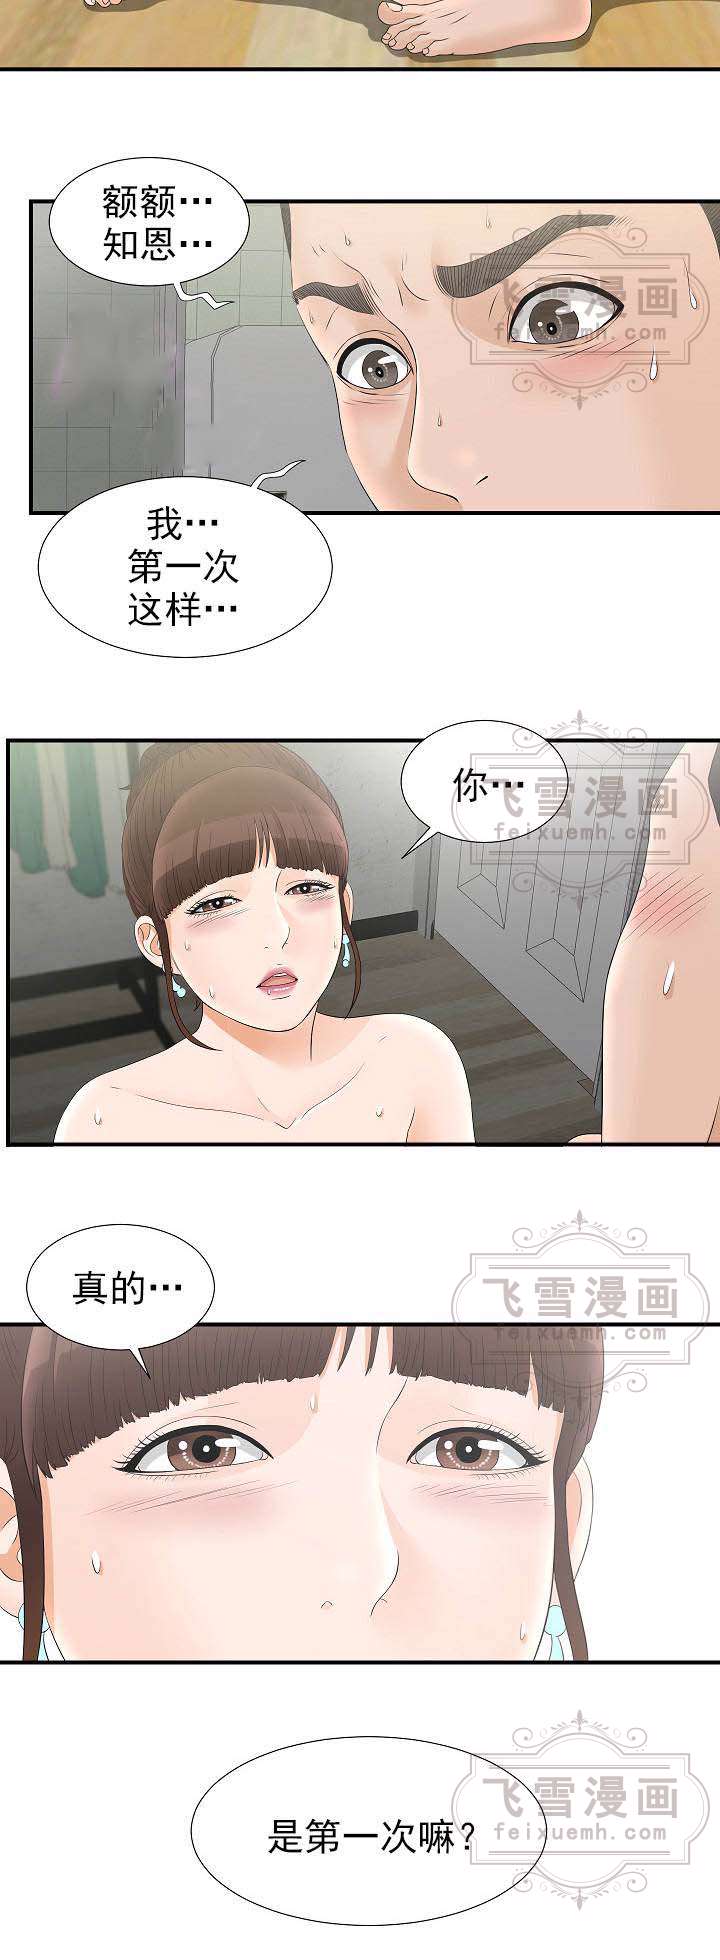 额额…
知恩…
飞雪漫画
feixuemh.com
我…
第一次
这样…
你…
飞雪漫画
feixuemh.com
真的…
飞雪漫画
feixuemh.com
是第一次嘛？
飞雪漫画
feixuemh.com